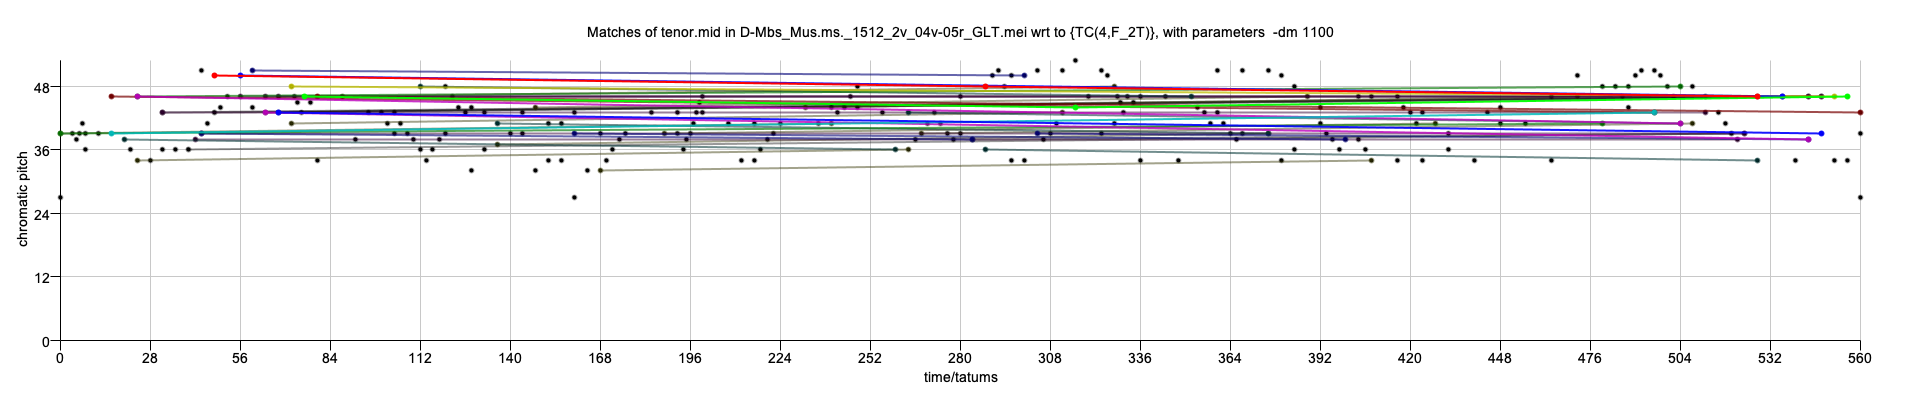 Matches of tenor.mid in D-Mbs_Mus.ms._1512_2v_04v-05r_GLT.mei wrt to {TC(4,F_2T)}, with parameters  -dm 1100
48
36
24
12
0
chromatic pitch
0 28 56 84 112 140 168 196 224 252 280 308 336 364 392 420 448 476 504 532 560
time/tatums